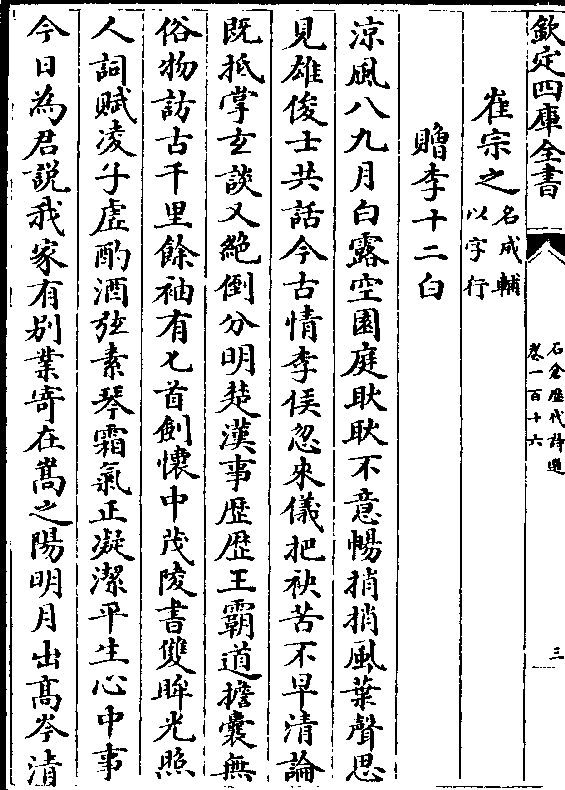 欽定四庫全書
石倉歴代詩選
卷一百十六
三
崔宗之
名成輔
以字行
贈李十二白
涼風八九月白露空園庭耿耿不意暢捎捎風葉聲思
見雄俊士共話今古情李侯忽來儀把袂苦不早清論
既抵掌玄談又絶倒分明楚漢事歴歴王霸道擔囊無
俗物訪古千里餘袖有匕首劍懷中茂陵書雙眸光照
人詞賦凌子虛酌酒弦素琴霜氣正凝潔平生心中事
今日為君説我家有别業寄在嵩之陽明月出髙岑清